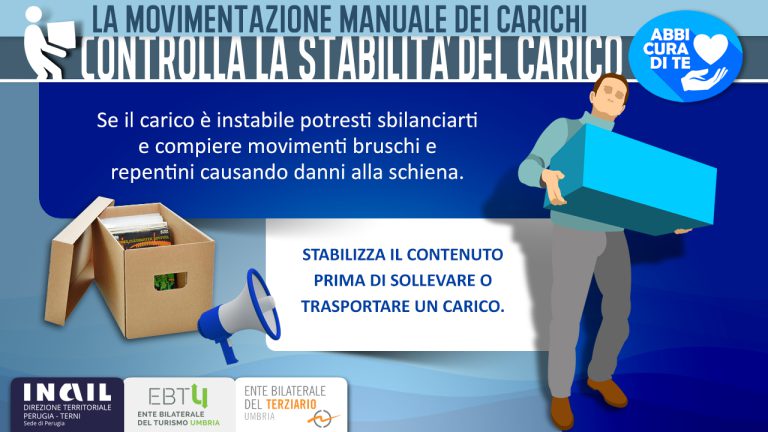 LA MOVIMENTAZIONE MANUALE DEI CARICHI
CONTROLLA LA STABILITA' DEL CARICO
ABBI
CURA
DI TE
Se il carico è instabile potresti sbilanciarti
e compiere movimenti bruschi e
repentini causando danni alla schiena.
STABILIZZA IL CONTENUTO
PRIMA DI SOLLEVARE O
TRASPORTARE UN CARICO.
INAIL
DIREZIONE TERRITORIALE
PERUGIA - TERNI
Sede di Perugia
EBT4
ENTE BILATERALE
DEL TURISMO UMBRIA
ENTE BILATERALE
DEL TERZIARIO
UMBRIA